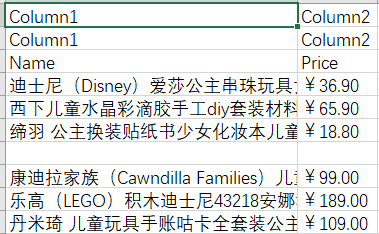 Column1 Column2
Column1 Column2
Name Price
迪士尼（Disney）爱莎公主串珠玩具 ￥36.90
西下儿童水晶彩滴胶手工diy套装材料 ￥65.90
缔羽 公主换装贴纸书少女化妆本儿童 ￥18.80
康迪拉家族（Cawndilla Families）儿 ￥99.00
乐高（LEGO）积木迪士尼43218安娜 ￥189.00
丹米琦 儿童玩具手账咕卡全套装公主 ￥109.00